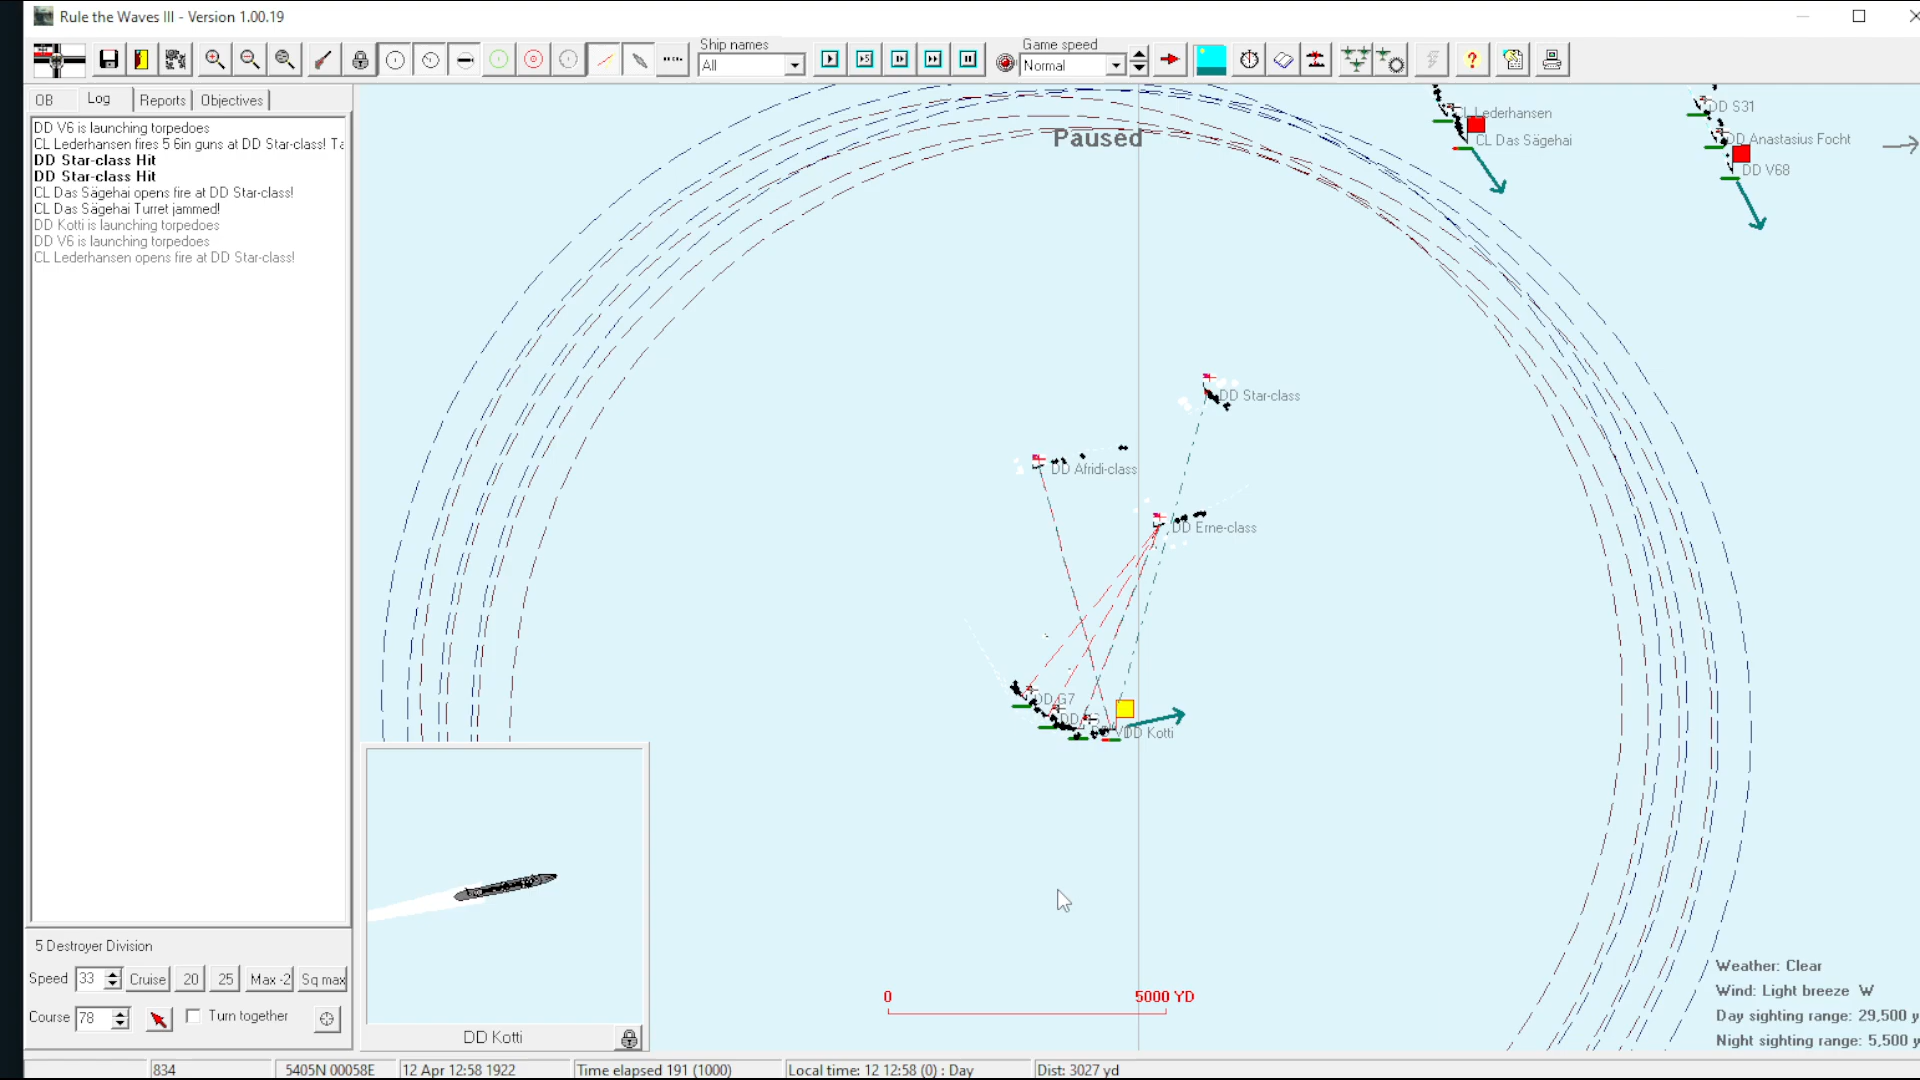 Rule the Waves III - Version 1.00.19
Ship names
All
Game speed
Normal
OB
Log
Reports
Objectives
DD V6 is launching torpedoes
CL Lederhansen fires 5 6in guns at DD Star-class! Ta
DD Star-class Hit
DD Star-class Hit
CL Das Sägehai opens fire at DD Star-class!
CL Das Sägehai Turret jammed!
DD Kotti is launching torpedoes
DD V6 is launching torpedoes
CL Lederhansen opens fire at DD Star-class!
Paused
CL Lederhansen
CL Das Sägehai
DD S31
DD Anastasius Focht
DD V68
DD Star-class
DD Afridi-class
DD Erne-class
DD G7
DD Kotti
5 Destroyer Division
Speed 33 Cruise 20 25 Max -2 Sq max
Course 78 Turn together
DD Kotti
0 5000 YD
Weather: Clear
Wind: Light breeze W
Day sighting range: 29,500 y
Night sighting range: 5,500 y
834
5405N 00058E
12 Apr 12:58 1922
Time elapsed 191 (1000)
Local time: 12 12:58 (0) : Day
Dist: 3027 yd